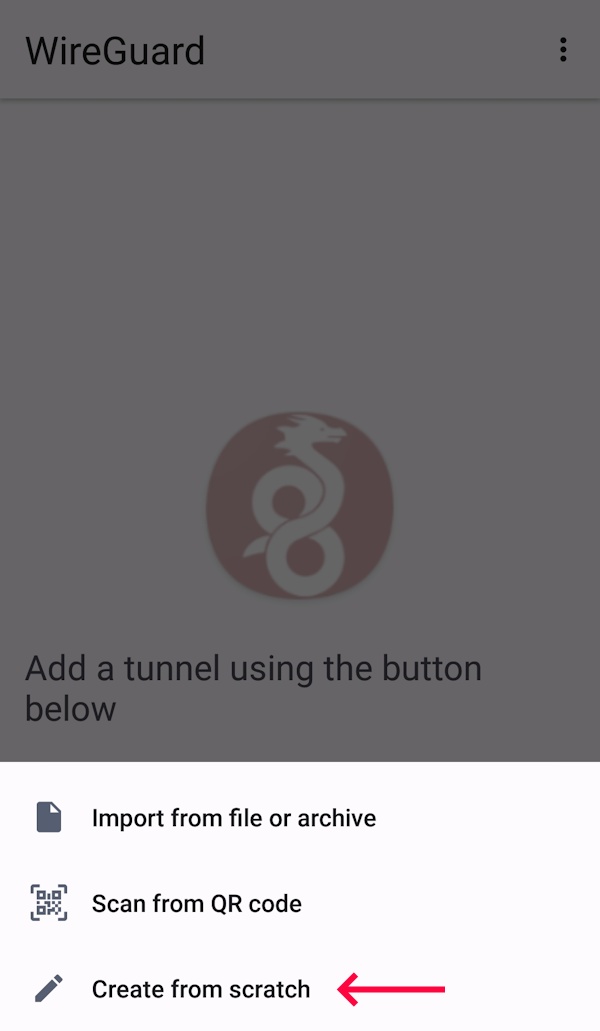 WireGuard
Add a tunnel using the button
below
Import from file or archive
Scan from QR code
Create from scratch